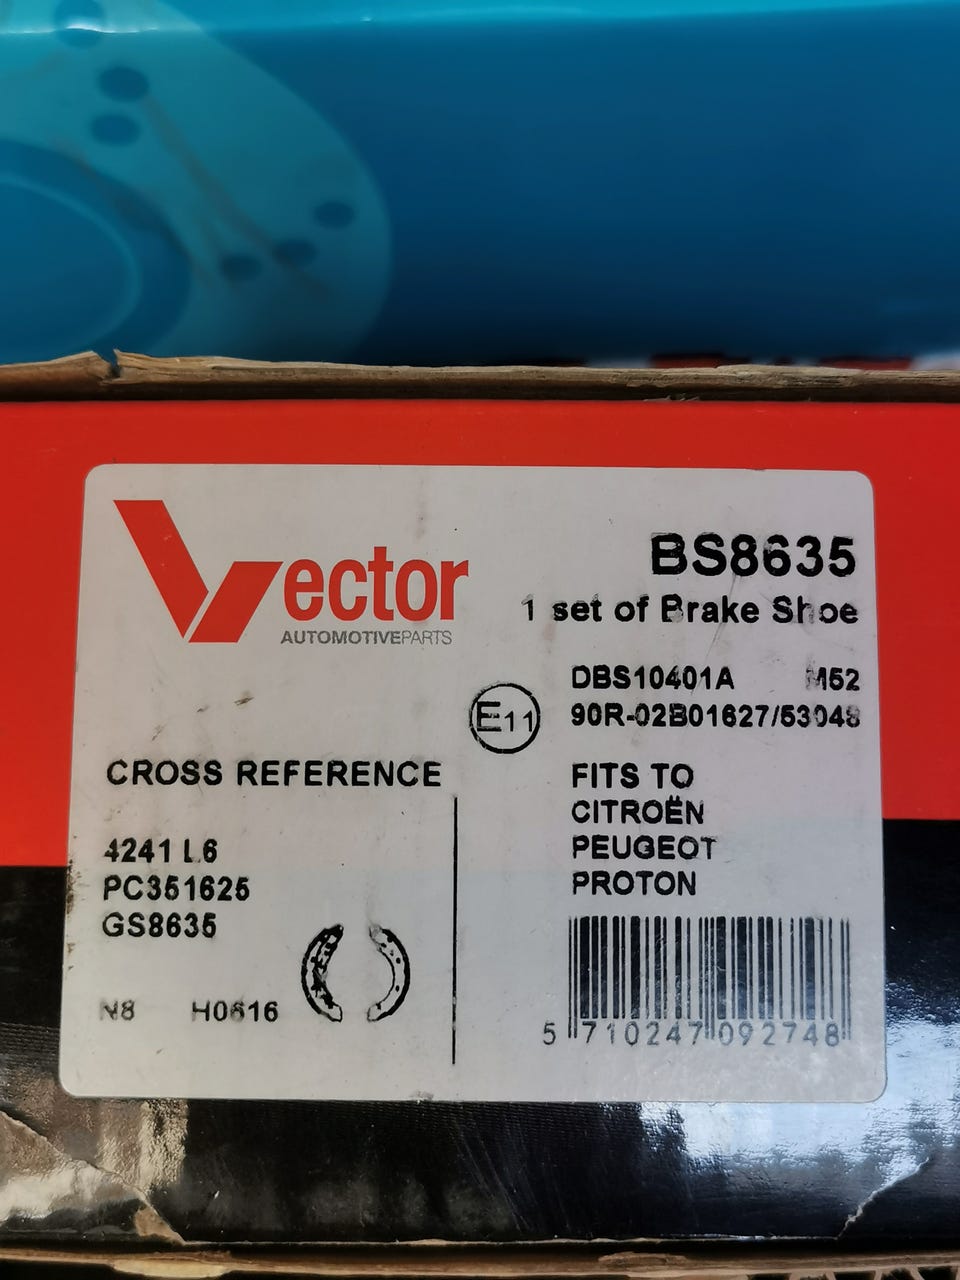 Vector
AUTOMOTIVEPARTS
BS8635
1 set of Brake Shoe
DBS10401A M52
E11
90R-02B01627/53048
CROSS REFERENCE
4241 L6
PC351625
GS8635
N8 H0616
FITS TO
CITROËN
PEUGEOT
PROTON
5 710247 092748